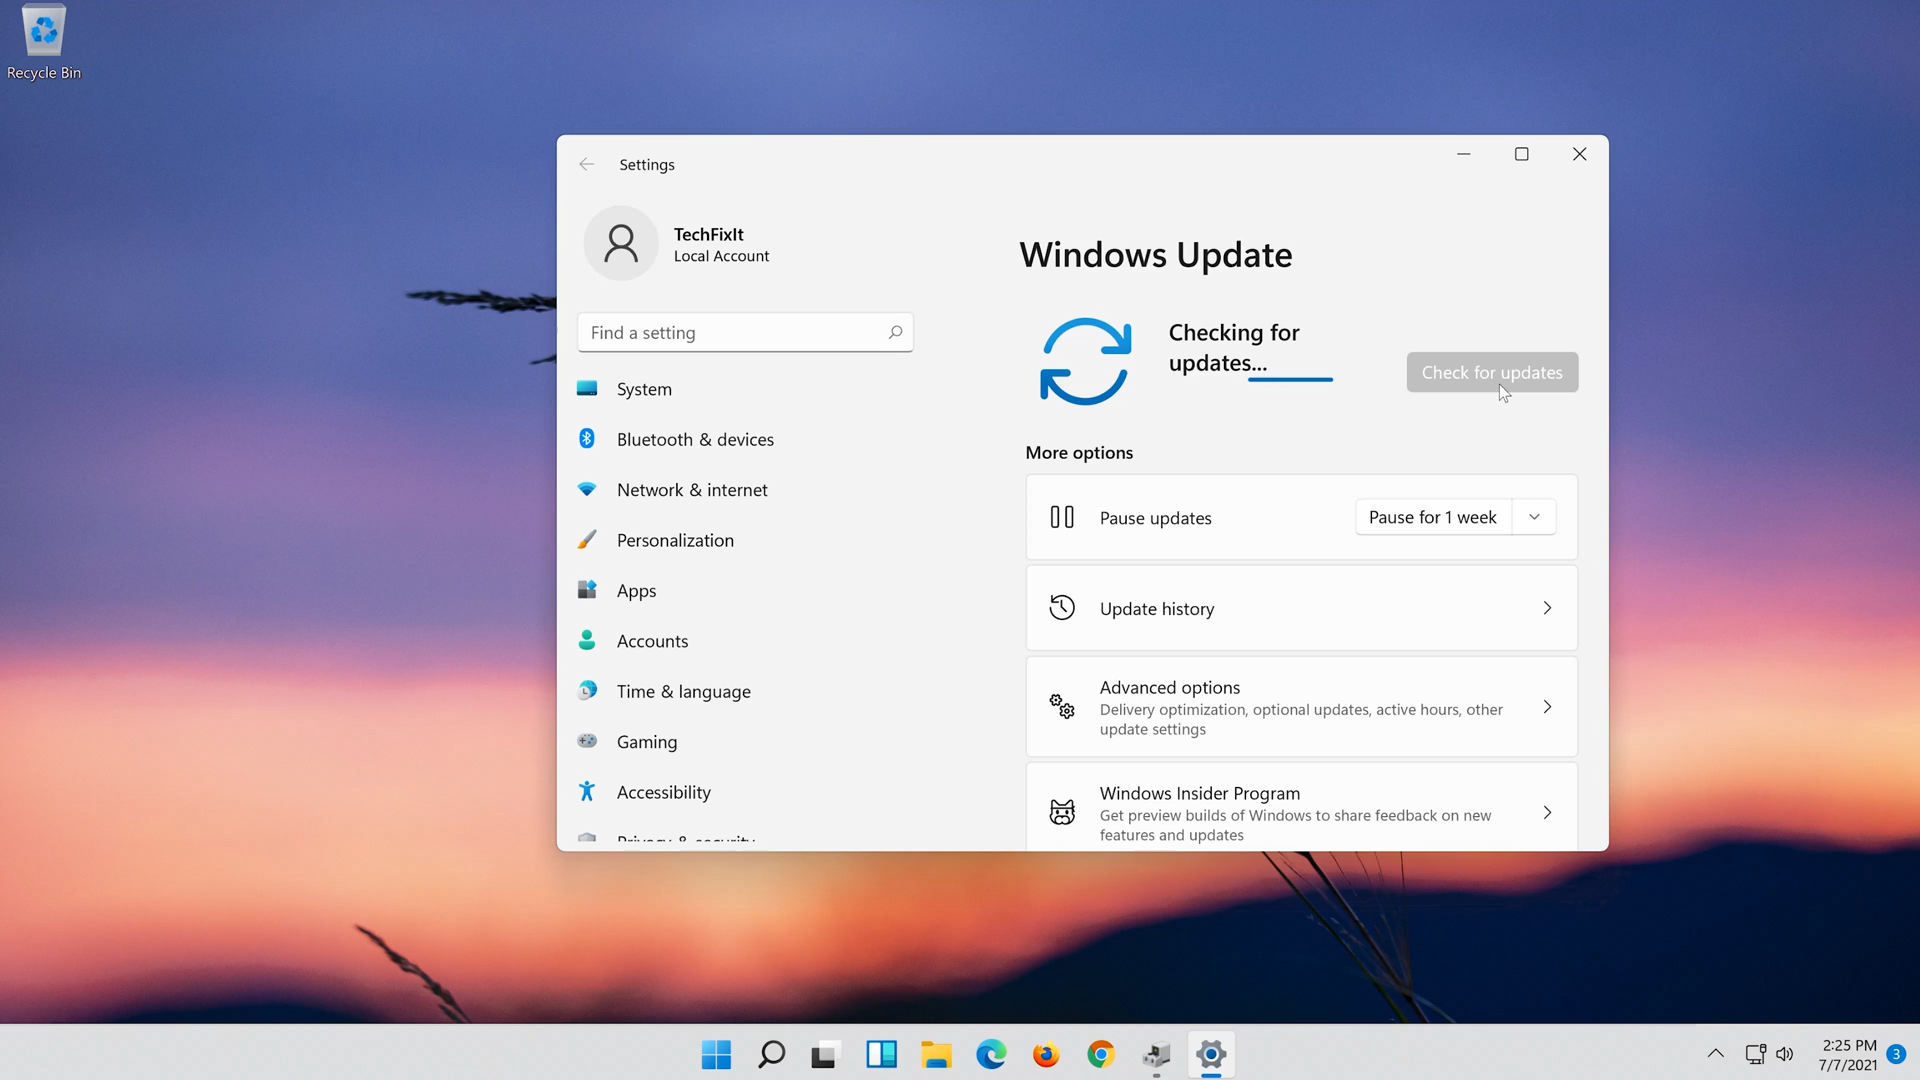 Recycle Bin
Settings
TechFixIt
Local Account
Find a setting
System
Bluetooth & devices
Network & internet
Personalization
Apps
Accounts
Time & language
Gaming
Accessibility
Privacy & security
Windows Update
Checking for
updates...
Check for updates
More options
Pause updates
Pause for 1 week
Update history
Advanced options
Delivery optimization, optional updates, active hours, other
update settings
Windows Insider Program
Get preview builds of Windows to share feedback on new
features and updates
2:25 PM
7/7/2021
3